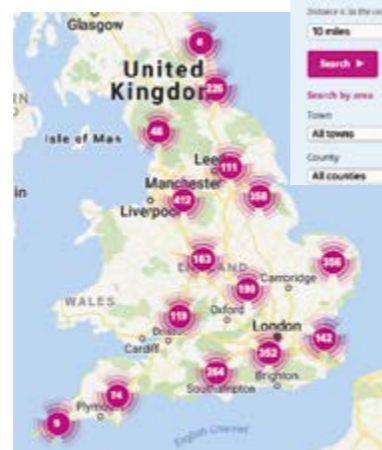 Glasgow
6
United
Kingdom
225
Isle of Man
46
Leeds
111
Manchester
412
Liverpool
358
163
ENGLAND
356
Cambridge
190
WALES
119
Oxford
London
142
Cardiff
352
264
Brighton
Southampton
74
Plymouth
9
English Channel
10 miles
Search
Search by area
Town
All towns
County
All counties